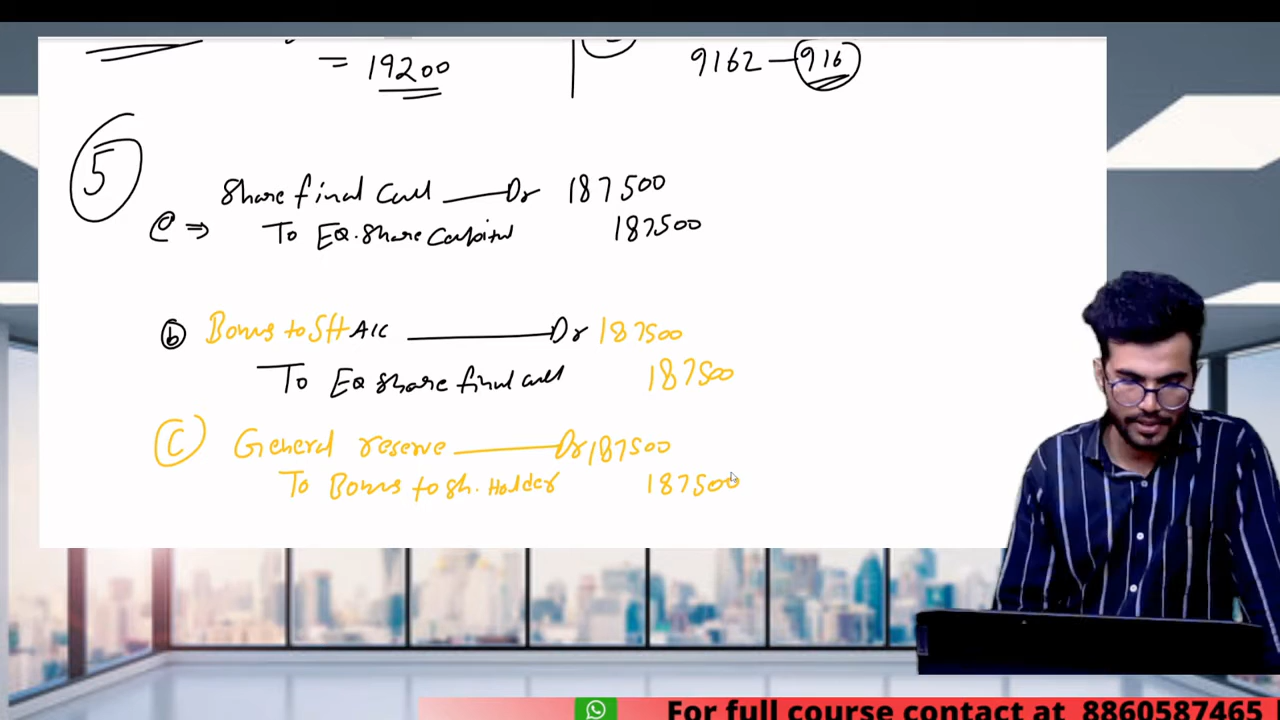 = 19200
9162 — 916
5
Share final Call — Dr 187500
@ ⇒ To EQ. Share Capital 187500
b Bonus to SH A/C — Dr 187500
To EQ Share final call 187500
C General reserve — Dr 187500
To Bonus to Sh. Holder 187500
For full course contact at 8860587465